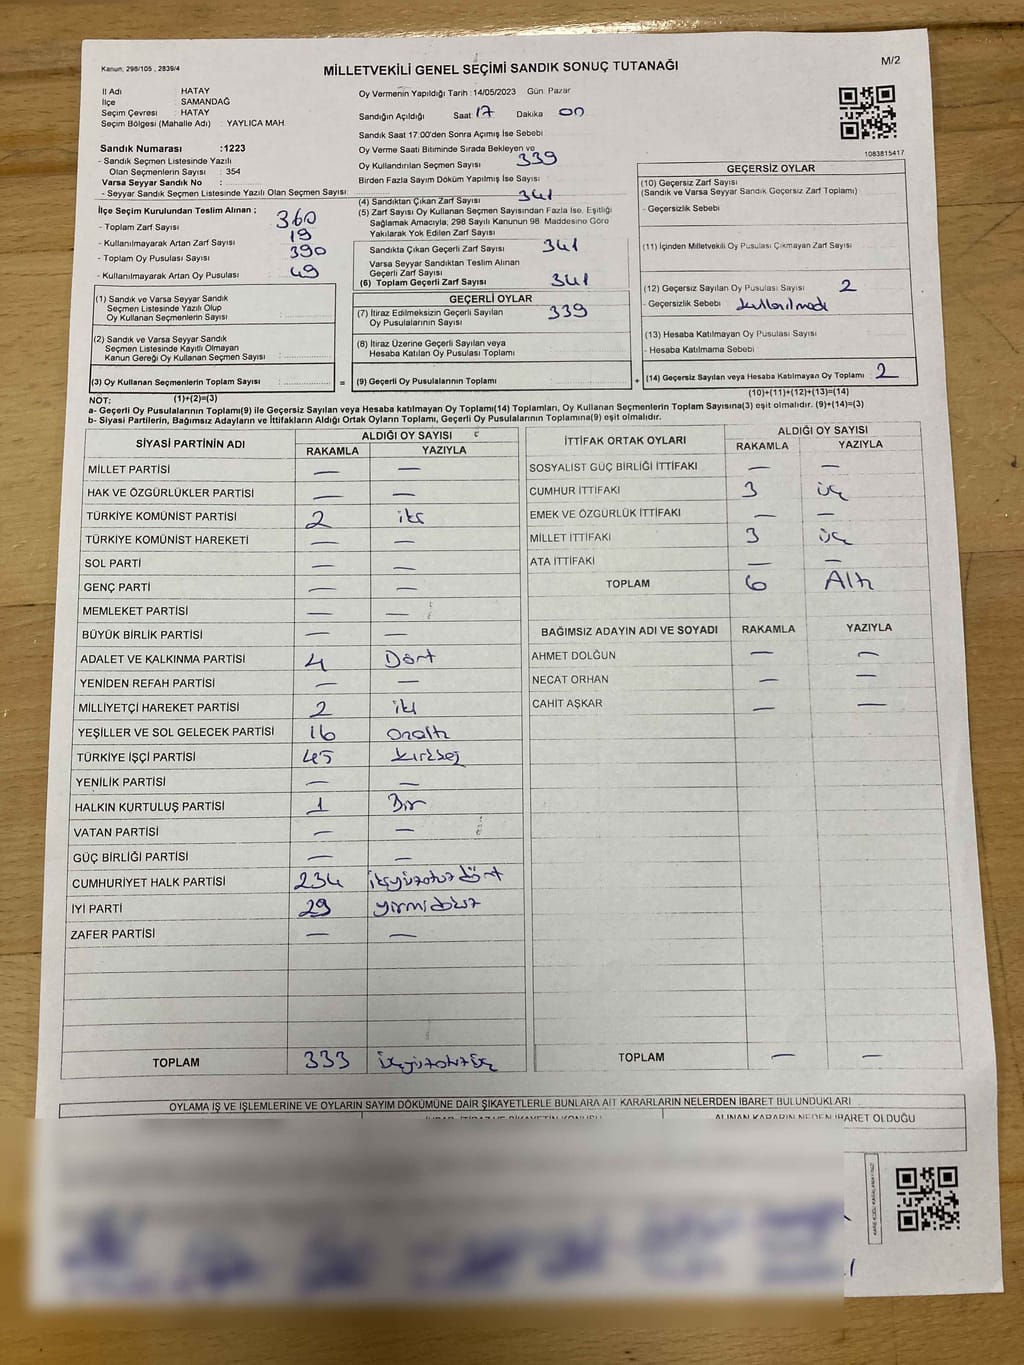 Kanun: 298/105 , 2839/4
MİLLETVEKİLİ GENEL SEÇİMİ SANDIK SONUÇ TUTANAĞI
M/2
İl Adı HATAY
İlçe SAMANDAĞ
Seçim Çevresi : HATAY
Seçim Bölgesi (Mahalle Adı) : YAYLICA MAH.
Oy Vermenin Yapıldığı Tarih :14/05/2023 Gün: Pazar
Sandığın Açıldığı Saat: 17 Dakika 00
Sandık Saat 17:00'den Sonra Açımış İse Sebebi
Oy Verme Saati Bitiminde Sırada Bekleyen ve
Oy Kullandırılan Seçmen Sayısı 339
Birden Fazla Sayım Döküm Yapılmış İse Sayısı
1083815417
Sandık Numarası :1223
- Sandık Seçmen Listesinde Yazılı
Olan Seçmenlerin Sayısı : 354
Varsa Seyyar Sandık No :
- Seyyar Sandık Seçmen Listesinde Yazılı Olan Seçmen Sayısı:
İlçe Seçim Kurulundan Teslim Alınan ;
- Toplam Zarf Sayısı 360
- Kullanılmayarak Artan Zarf Sayısı 19
- Toplam Oy Pusulası Sayısı 390
- Kullanılmayarak Artan Oy Pusulası 49
(1) Sandık ve Varsa Seyyar Sandık
Seçmen Listesinde Yazılı Olup
Oy Kullanan Seçmenlerin Sayısı :
(2) Sandık ve Varsa Seyyar Sandık
Seçmen Listesinde Kayıtlı Olmayan
Kanun Gereği Oy Kullanan Seçmen Sayısı :
(3) Oy Kullanan Seçmenlerin Toplam Sayısı :
(4) Sandıktan Çıkan Zarf Sayısı 341
(5) Zarf Sayısı Oy Kullanan Seçmen Sayısından Fazla İse, Eşitliği
Sağlamak Amacıyla; 298 Sayılı Kanunun 98. Maddesine Göre
Yakılarak Yok Edilen Zarf Sayısı :
Sandıkta Çıkan Geçerli Zarf Sayısı : 341
Varsa Seyyar Sandıktan Teslim Alınan
Geçerli Zarf Sayısı
(6) Toplam Geçerli Zarf Sayısı : 341
GEÇERLİ OYLAR
(7) İtiraz Edilmeksizin Geçerli Sayılan
Oy Pusulalarının Sayısı : 339
(8) İtiraz Üzerine Geçerli Sayılan veya
Hesaba Katılan Oy Pusulası Toplamı :
= (9) Geçerli Oy Pusulalarının Toplamı :
GEÇERSİZ OYLAR
(10) Geçersiz Zarf Sayısı
(Sandık ve Varsa Seyyar Sandık Geçersiz Zarf Toplamı)
- Geçersizlik Sebebi
(11) İçinden Milletvekili Oy Pusulası Çıkmayan Zarf Sayısı
(12) Geçersiz Sayılan Oy Pusulası Sayısı 2
- Geçersizlik Sebebi kullanılmadı
(13) Hesaba Katılmayan Oy Pusulası Sayısı
- Hesaba Katılmama Sebebi
+ (14) Geçersiz Sayılan veya Hesaba Katılmayan Oy Toplamı : 2
NOT: (1)+(2)=(3) (10)+(11)+(12)+(13)=(14)
a- Geçerli Oy Pusulalarının Toplamı(9) ile Geçersiz Sayılan veya Hesaba katılmayan Oy Toplamı(14) Toplamları, Oy Kullanan Seçmenlerin Toplam Sayısına(3) eşit olmalıdır. (9)+(14)=(3)
b- Siyasi Partilerin, Bağımsız Adayların ve İttifakların Aldığı Ortak Oyların Toplamı, Geçerli Oy Pusulalarının Toplamına(9) eşit olmalıdır.
SİYASİ PARTİNİN ADI ALDIĞI OY SAYISI
RAKAMLA YAZIYLA
MİLLET PARTİSİ — —
HAK VE ÖZGÜRLÜKLER PARTİSİ — —
TÜRKİYE KOMÜNİST PARTİSİ 2 iki
TÜRKİYE KOMÜNİST HAREKETİ — —
SOL PARTİ — —
GENÇ PARTİ — —
MEMLEKET PARTİSİ — —
BÜYÜK BİRLİK PARTİSİ — —
ADALET VE KALKINMA PARTİSİ 4 Dört
YENİDEN REFAH PARTİSİ — —
MİLLİYETÇİ HAREKET PARTİSİ 2 iki
YEŞİLLER VE SOL GELECEK PARTİSİ 16 onaltı
TÜRKİYE İŞÇİ PARTİSİ 45 kırkbeş
YENİLİK PARTİSİ — —
HALKIN KURTULUŞ PARTİSİ 1 Bir
VATAN PARTİSİ — —
GÜÇ BİRLİĞİ PARTİSİ — —
CUMHURİYET HALK PARTİSİ 234 ikiyüzotuzdört
İYİ PARTİ 29 yirmidokuz
ZAFER PARTİSİ — —
TOPLAM 333 üçyüzotuzüç
İTTİFAK ORTAK OYLARI ALDIĞI OY SAYISI
RAKAMLA YAZIYLA
SOSYALIST GÜÇ BİRLİĞİ İTTİFAKI — —
CUMHUR İTTİFAKI 3 üç
EMEK VE ÖZGÜRLÜK İTTİFAKI — —
MİLLET İTTİFAKI 3 üç
ATA İTTİFAKI — —
TOPLAM 6 Altı
BAĞIMSIZ ADAYIN ADI VE SOYADI RAKAMLA YAZIYLA
AHMET DOLĞUN — —
NECAT ORHAN — —
CAHİT AŞKAR — —
TOPLAM — —
OYLAMA İŞ VE İŞLEMLERİNE VE OYLARIN SAYIM DÖKÜMÜNE DAİR ŞİKAYETLERLE BUNLARA AİT KARARLARIN NELERDEN İBARET BULUNDUKLARI
ALINAN KARARIN NEDEN İBARET OLDUĞU